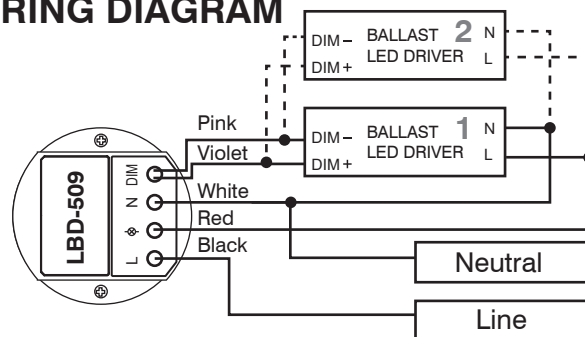 RING DIAGRAM
DIM – BALLAST 2 N
DIM + LED DRIVER L
Pink
DIM – BALLAST 1 N
Violet
DIM + LED DRIVER L
White
Red
Black
LBD-509
DIM
N
L
Neutral
Line